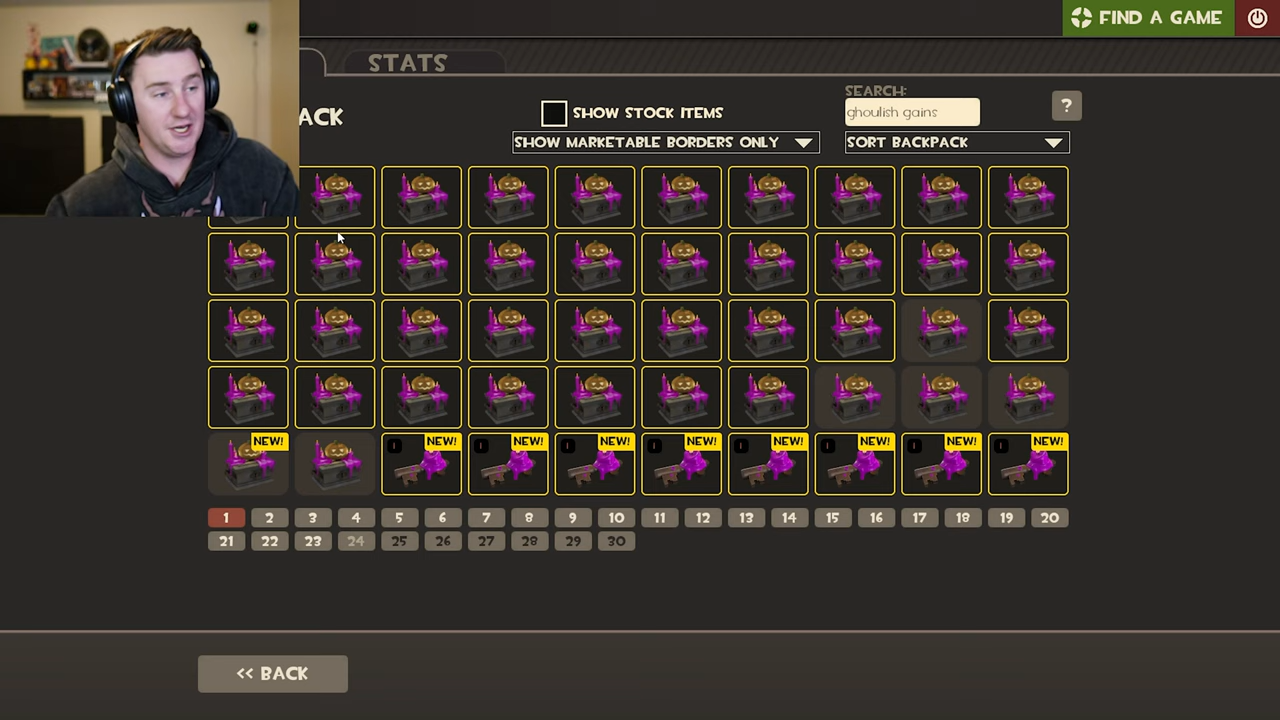 FIND A GAME
STATS
ACK
SHOW STOCK ITEMS
SEARCH:
ghoulish gains
?
SHOW MARKETABLE BORDERS ONLY
SORT BACKPACK
NEW! NEW! NEW! NEW! NEW! NEW! NEW! NEW! NEW!
1 2 3 4 5 6 7 8 9 10 11 12 13 14 15 16 17 18 19 20
21 22 23 24 25 26 27 28 29 30
<< BACK